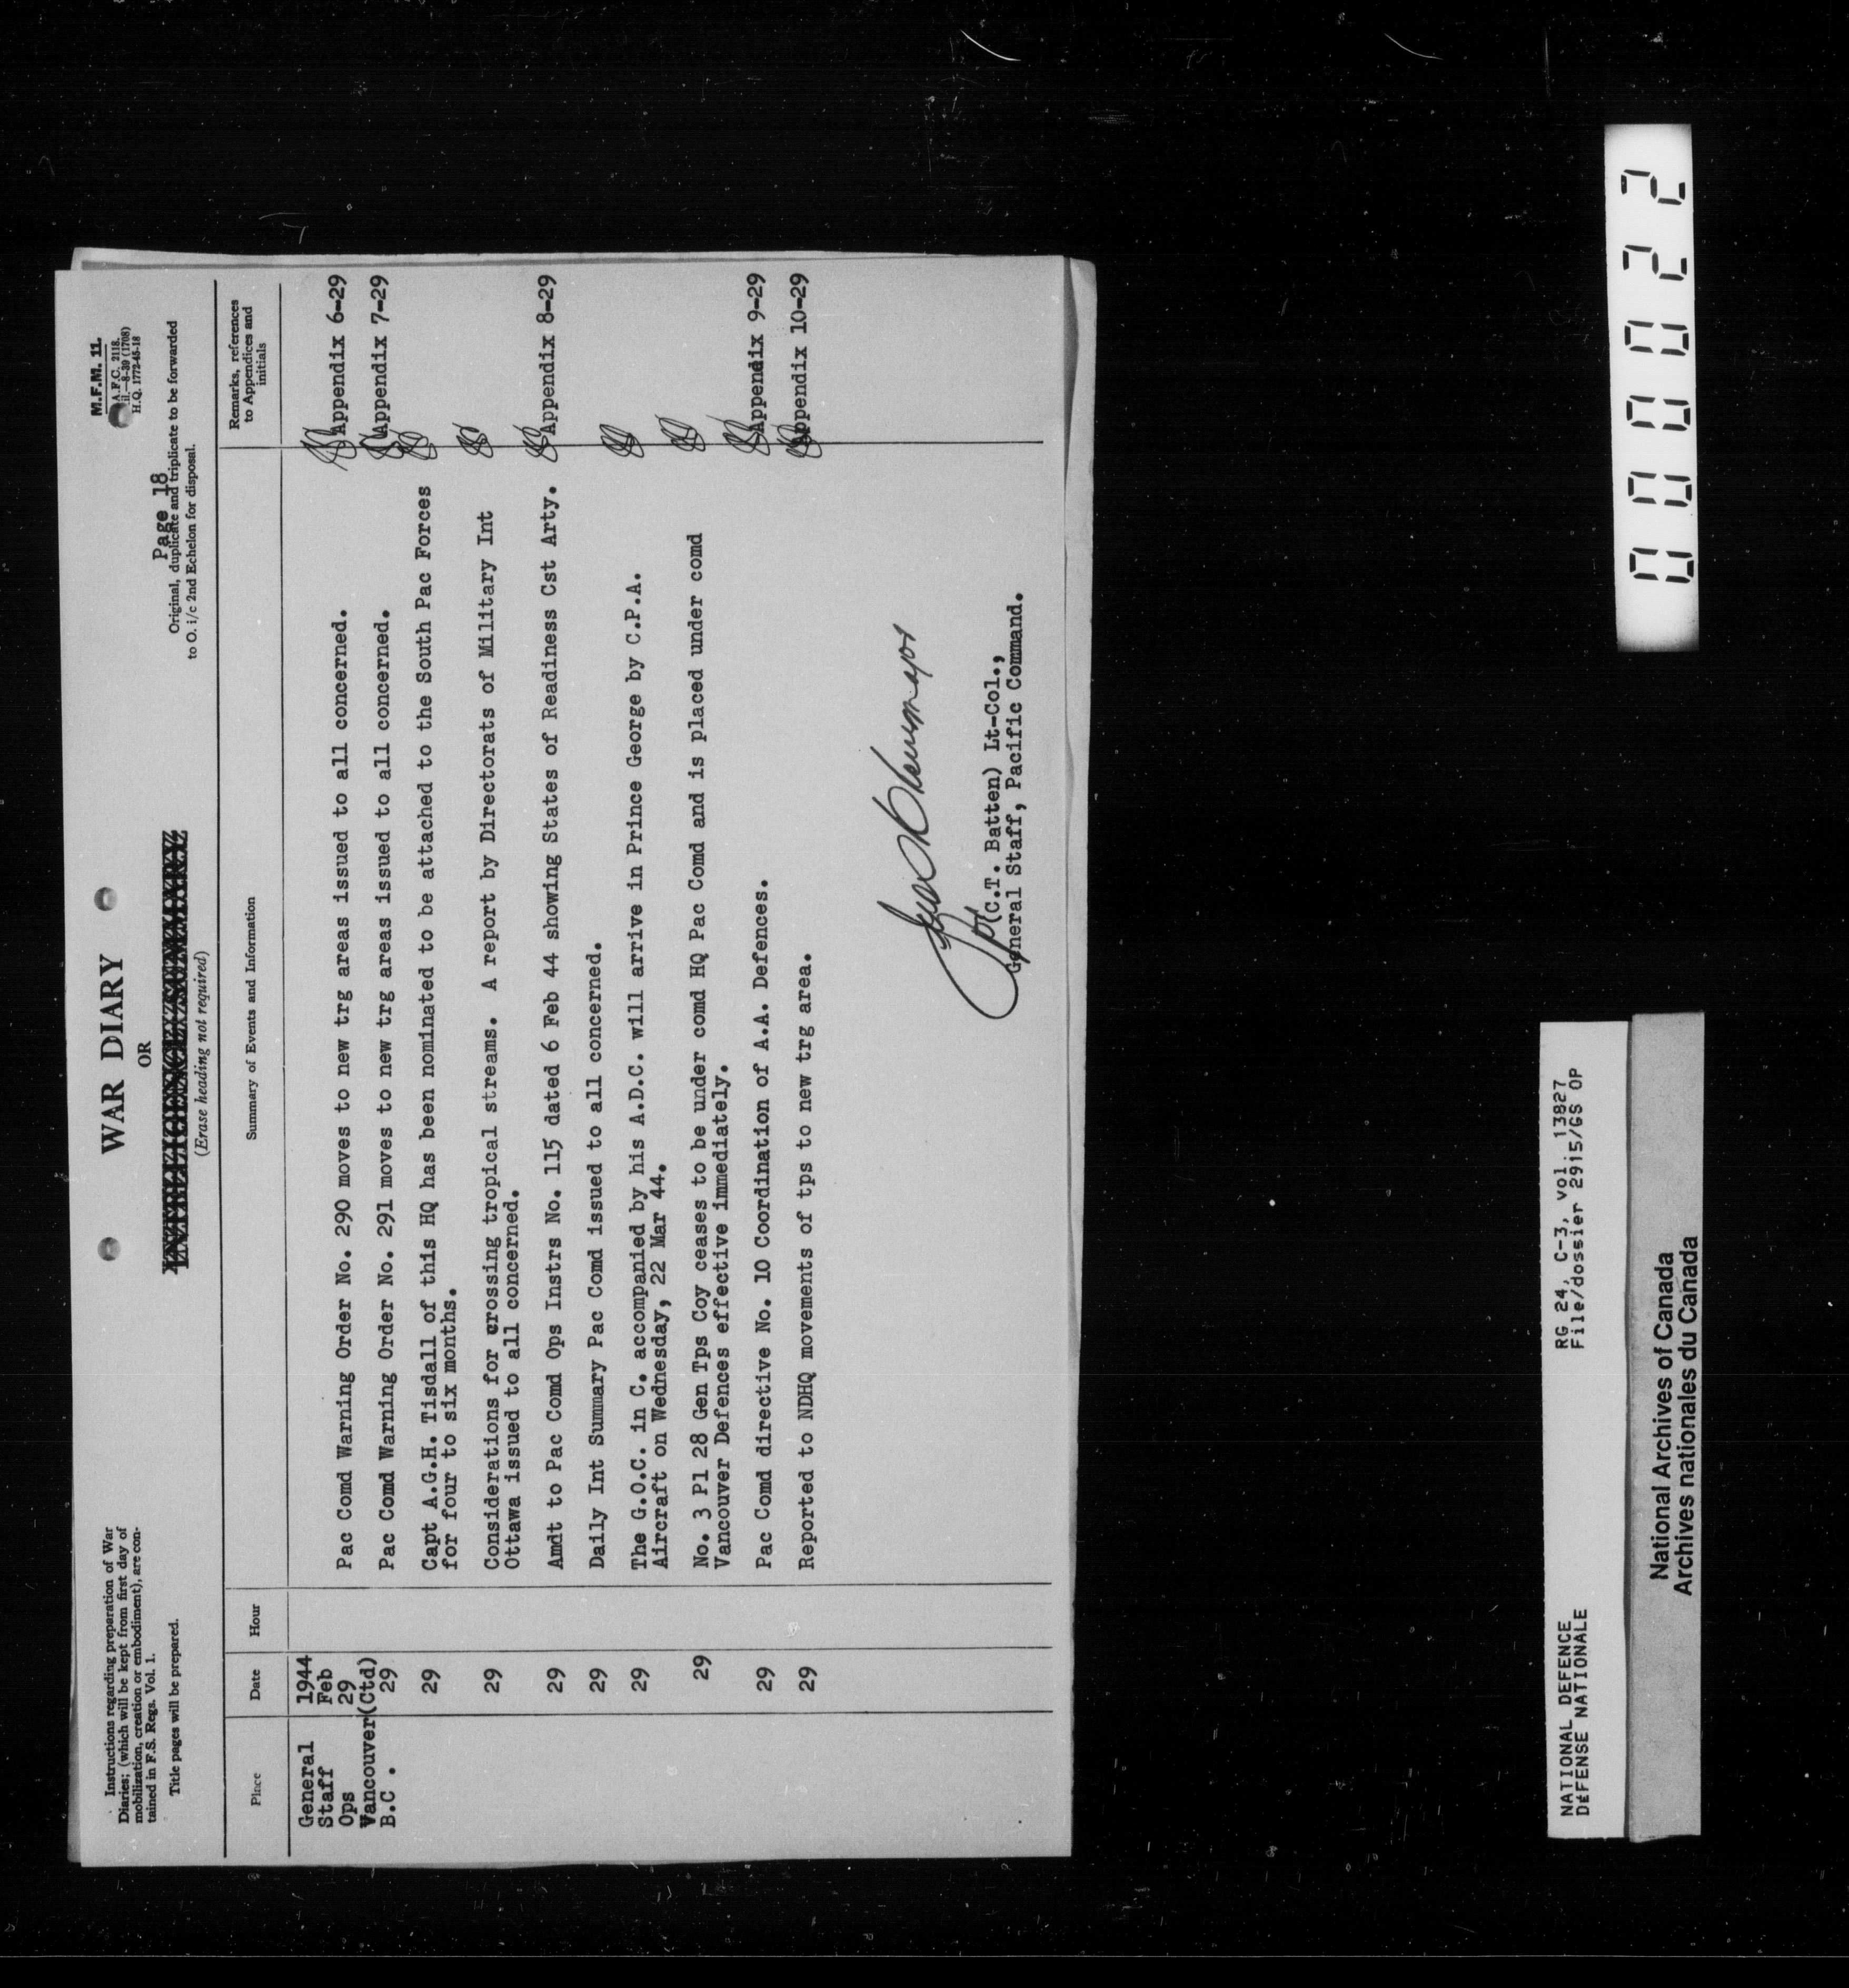 Instructions regarding preparation of War
Diaries; (which will be kept from first day of
mobilization, creation or embodiment), are con-
tained in F.S. Regs. Vol. 1.
Title pages will be prepared.
WAR DIARY
OR
(Erase heading not required)
M.F.M. 11.
A.F.C. 2118.
H.Q. 1772-45-18
Page 18
Original, duplicate and triplicate to be forwarded
to O. i/c 2nd Echelon for disposal.
Place Date Hour Summary of Events and Information Remarks, references
to Appendices and
initials
General
Staff
Ops
Vancouver
B.C.
1944
Feb
29 Pac Comd Warning Order No. 290 moves to new trg areas issued to all concerned. Appendix 6-29
(Ctd)
29 Pac Comd Warning Order No. 291 moves to new trg areas issued to all concerned. Appendix 7-29
29 Capt A.G.H. Tisdall of this HQ has been nominated to be attached to the South Pac Forces
for four to six months.
29 Considerations for crossing tropical streams. A report by Directorats of Military Int
Ottawa issued to all concerned.
29 Amdt to Pac Comd Ops Instrs No. 115 dated 6 Feb 44 showing States of Readiness Cst Arty. Appendix 8-29
29 Daily Int Summary Pac Comd issued to all concerned.
29 The G.O.C. in C. accompanied by his A.D.C. will arrive in Prince George by C.P.A.
Aircraft on Wednesday, 22 Mar 44.
29 No. 3 Pl 28 Gen Tps Coy ceases to be under comd HQ Pac Comd and is placed under comd
Vancouver Defences effective immediately.
29 Pac Comd directive No. 10 Coordination of A.A. Defences. Appendix 9-29
29 Reported to NDHQ movements of tps to new trg area. Appendix 10-29
(C.T. Batten) Lt-Col.,
General Staff, Pacific Command.
NATIONAL DEFENCE
DÉFENSE NATIONALE
RG 24, C-3, vol. 13827
File/dossier 2915/GS OP
National Archives of Canada
Archives nationales du Canada
000022